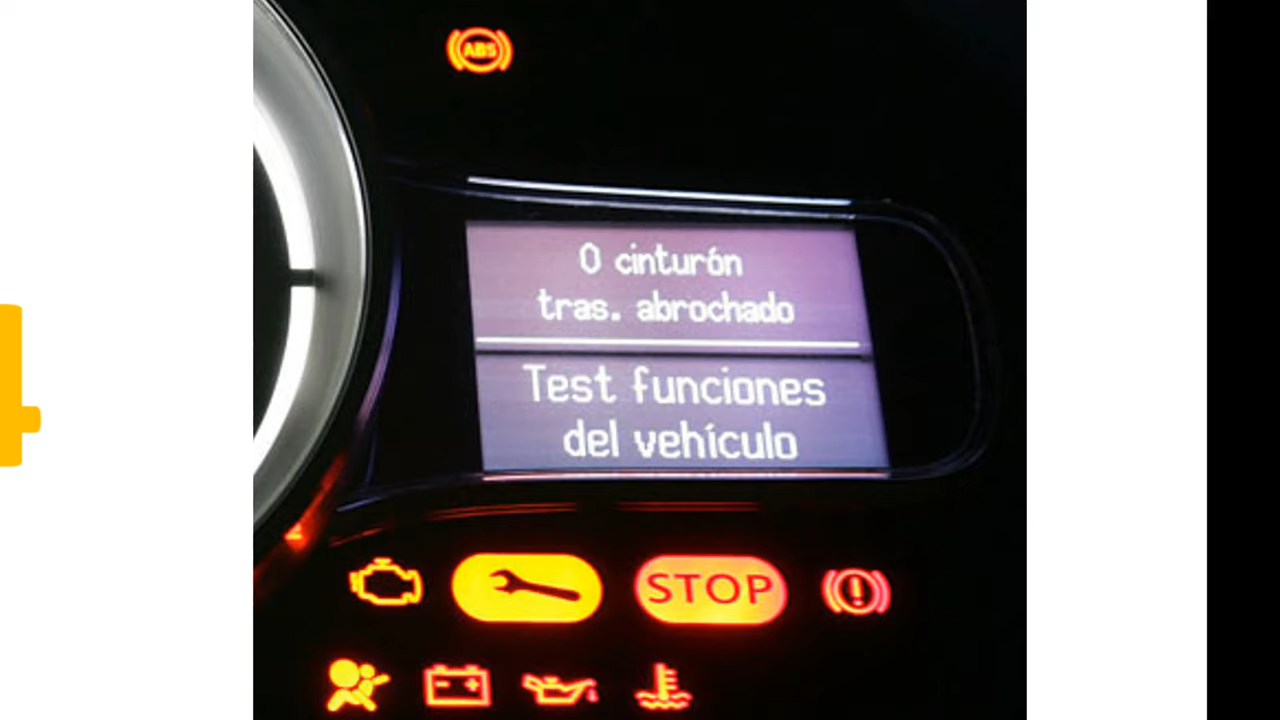 ABS
0 cinturón
tras. abrochado
Test funciones
del vehículo
STOP